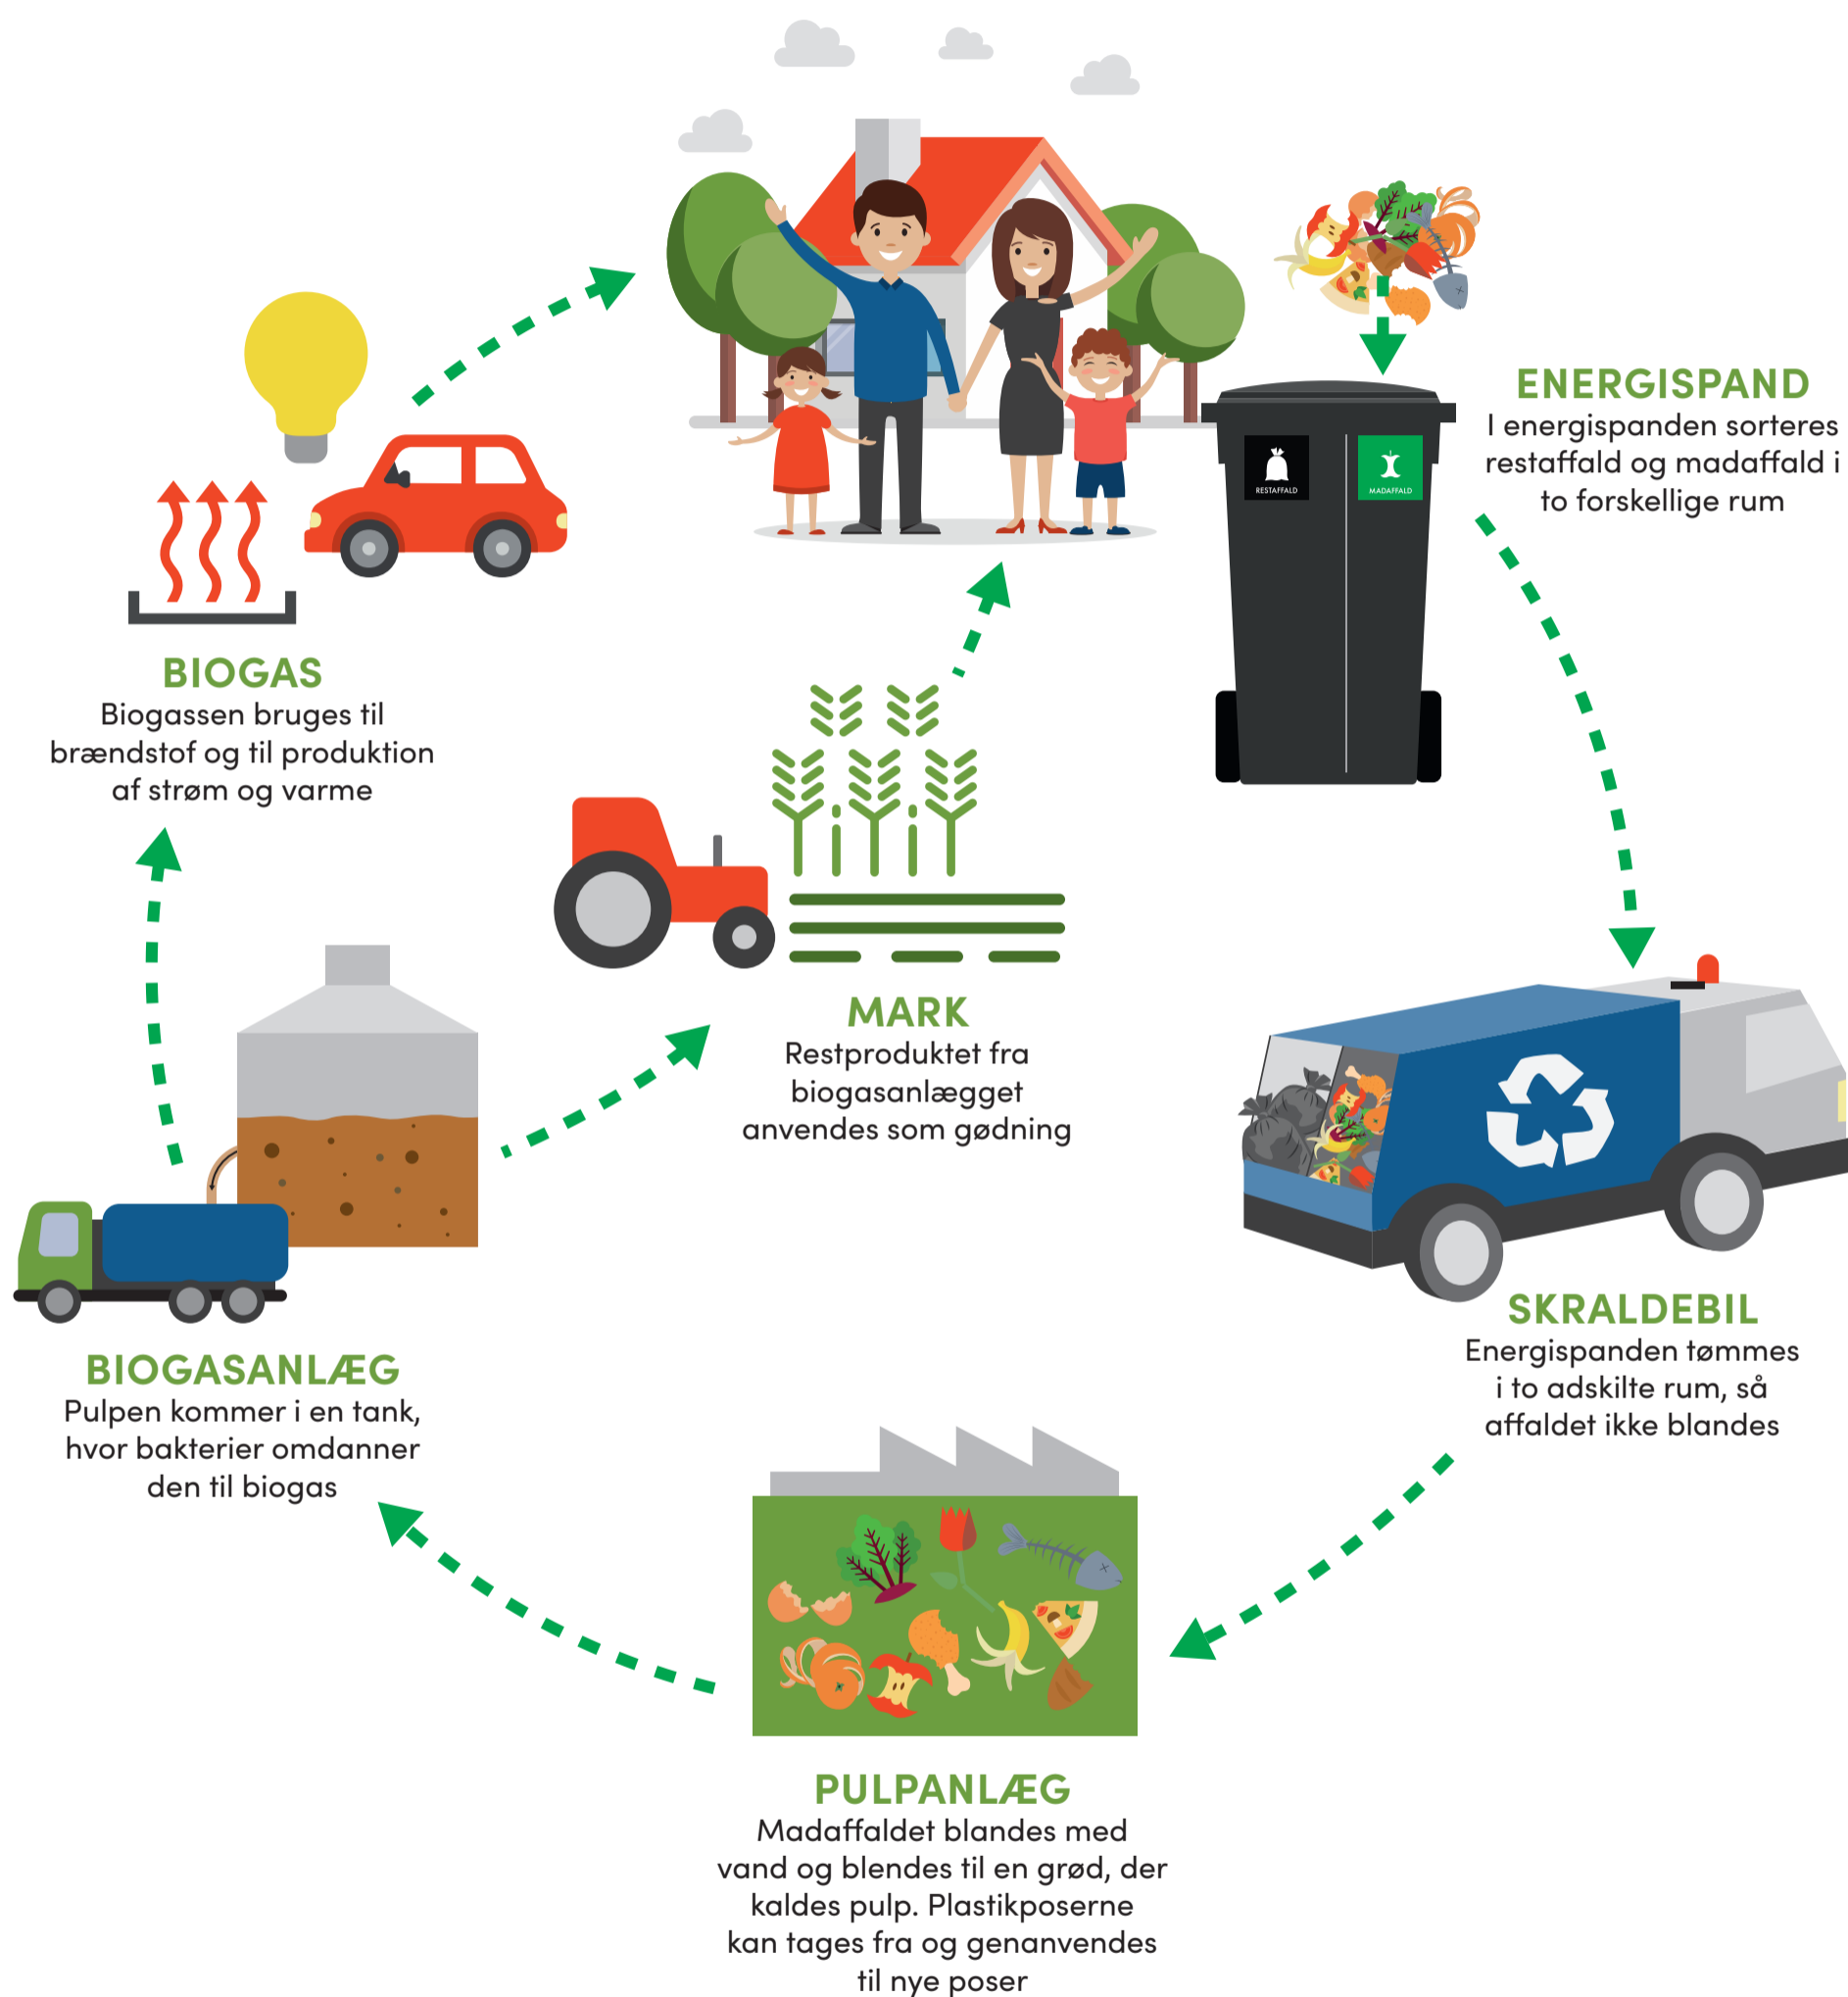 ENERGISPAND
I energispanden sorteres
restaffald og madaffald i
to forskellige rum
RESTAFFALD
MADAFFALD
BIOGAS
Biogassen bruges til
brændstof og til produktion
af strøm og varme
MARK
Restproduktet fra
biogasanlægget
anvendes som gødning
SKRALDEBIL
Energispanden tømmes
i to adskilte rum, så
affaldet ikke blandes
BIOGASANLÆG
Pulpen kommer i en tank,
hvor bakterier omdanner
den til biogas
PULPANLÆG
Madaffaldet blandes med
vand og blendes til en grød, der
kaldes pulp. Plastikposerne
kan tages fra og genanvendes
til nye poser